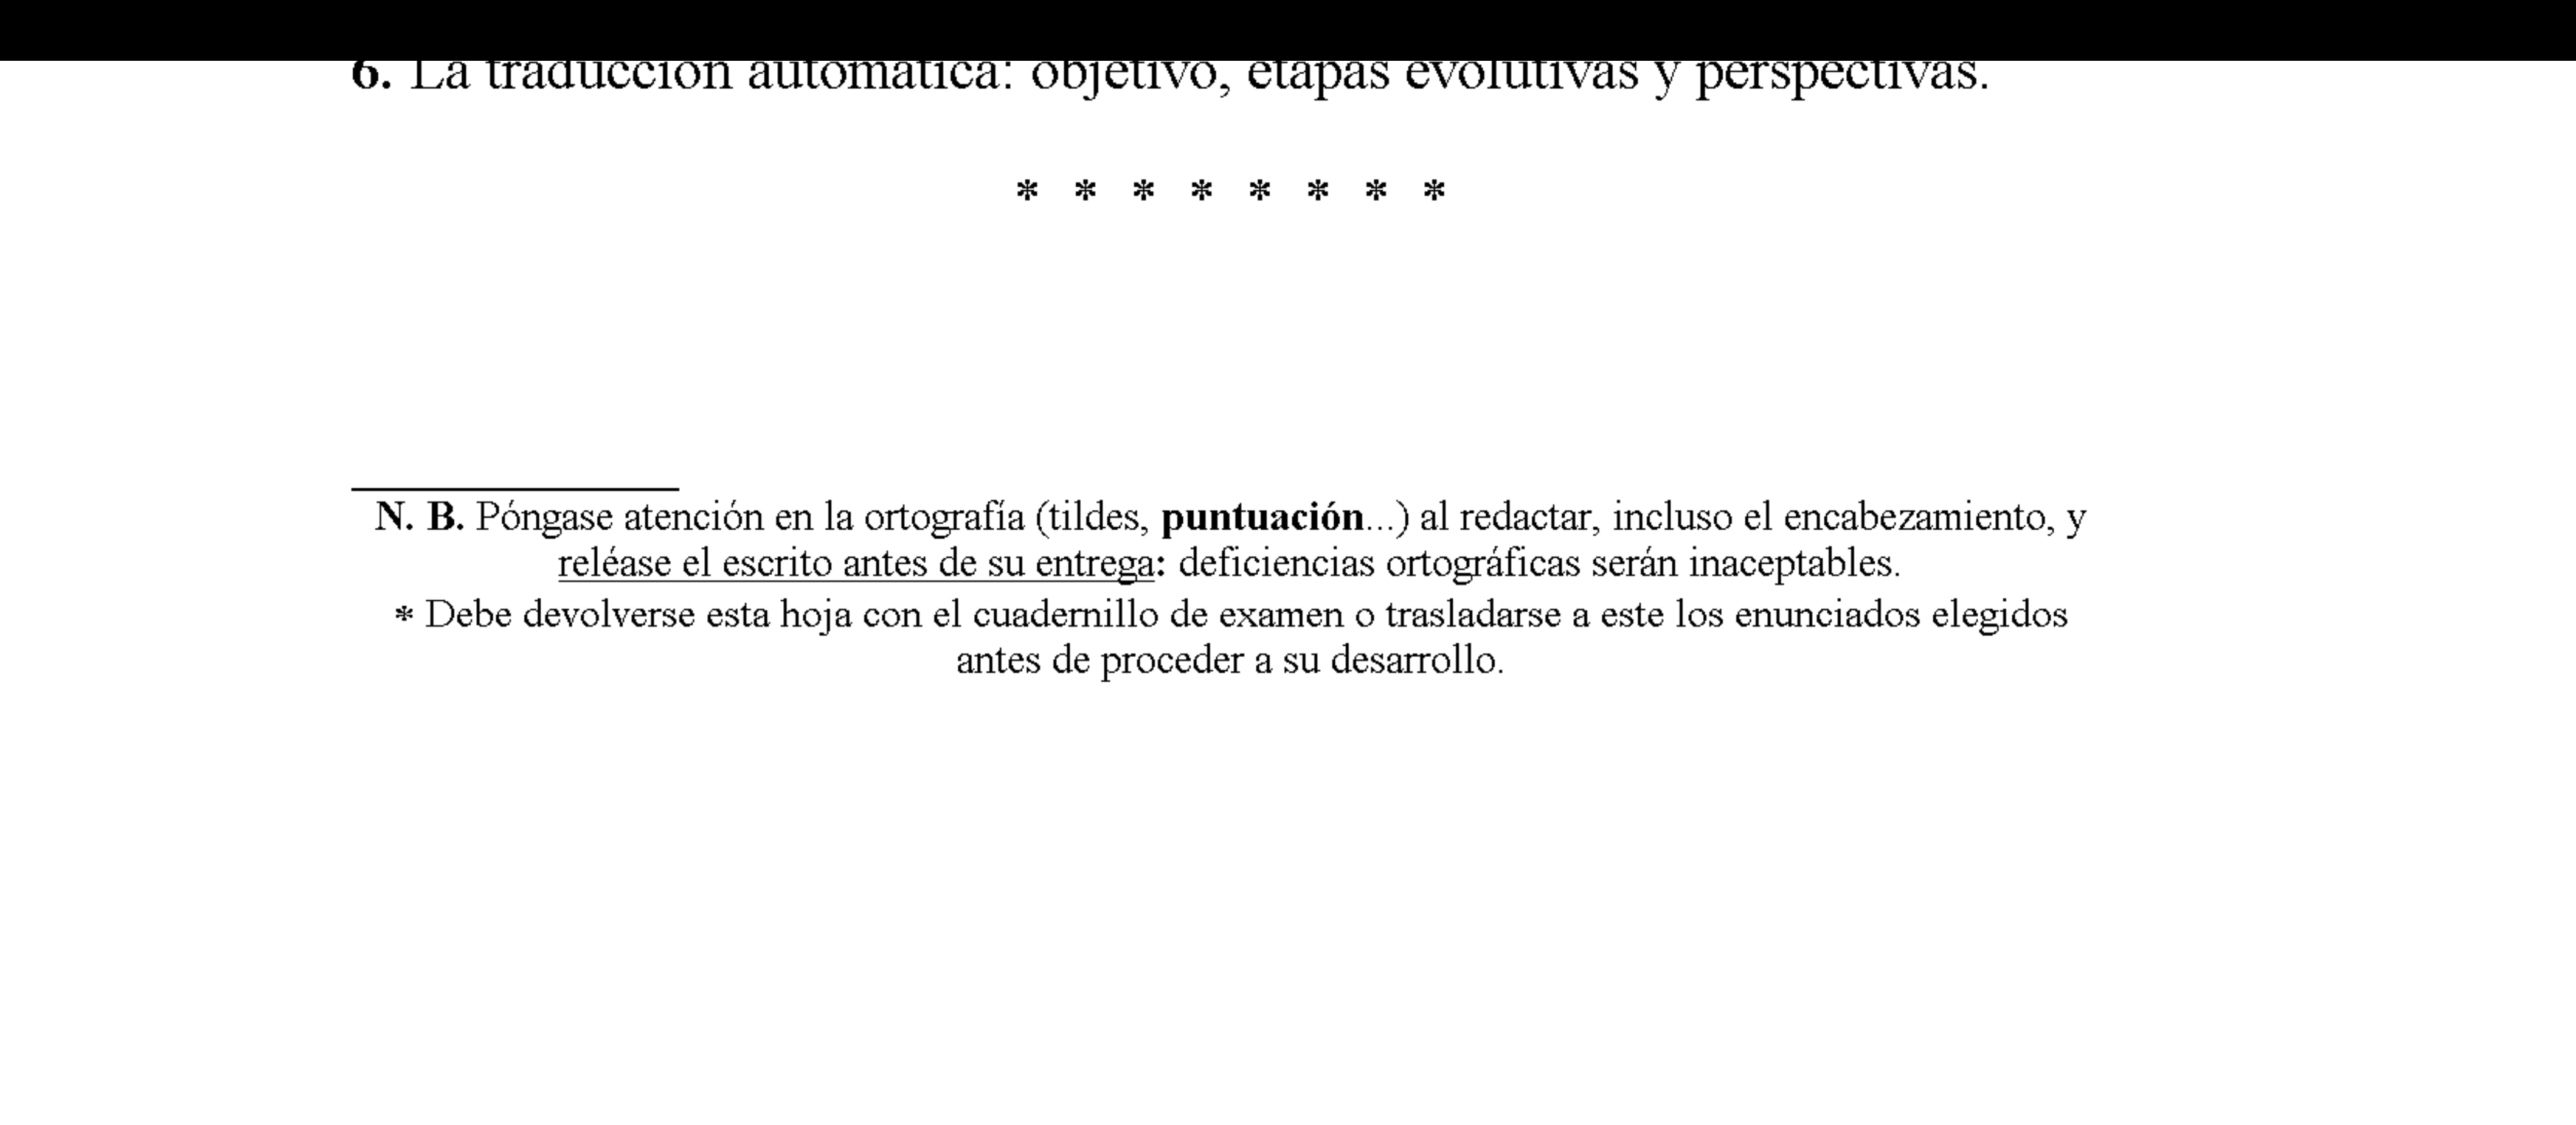 6. La traducción automática: objetivo, etapas evolutivas y perspectivas.
* * * * * * * *
N. B. Póngase atención en la ortografía (tildes, puntuación...) al redactar, incluso el encabezamiento, y
reléase el escrito antes de su entrega: deficiencias ortográficas serán inaceptables.
* Debe devolverse esta hoja con el cuadernillo de examen o trasladarse a este los enunciados elegidos
antes de proceder a su desarrollo.